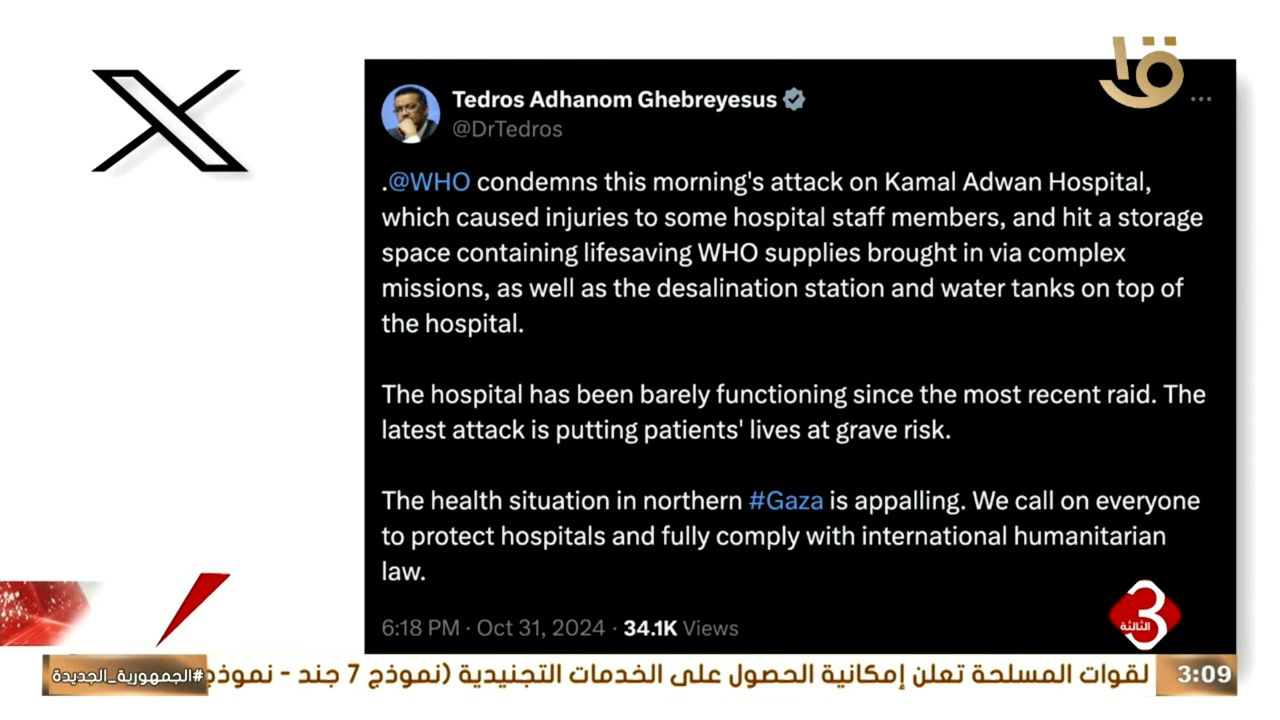 Tedros Adhanom Ghebreyesus
@DrTedros
.@WHO condemns this morning's attack on Kamal Adwan Hospital,
which caused injuries to some hospital staff members, and hit a storage
space containing lifesaving WHO supplies brought in via complex
missions, as well as the desalination station and water tanks on top of
the hospital.
The hospital has been barely functioning since the most recent raid. The
latest attack is putting patients' lives at grave risk.
The health situation in northern #Gaza is appalling. We call on everyone
to protect hospitals and fully comply with international humanitarian
law.
6:18 PM · Oct 31, 2024 · 34.1K Views
3
الثالثة
3:09
لقوات المسلحة تعلن إمكانية الحصول على الخدمات التجنيدية (نموذج 7 جند - نموذج
#الجمهورية_الجديدة